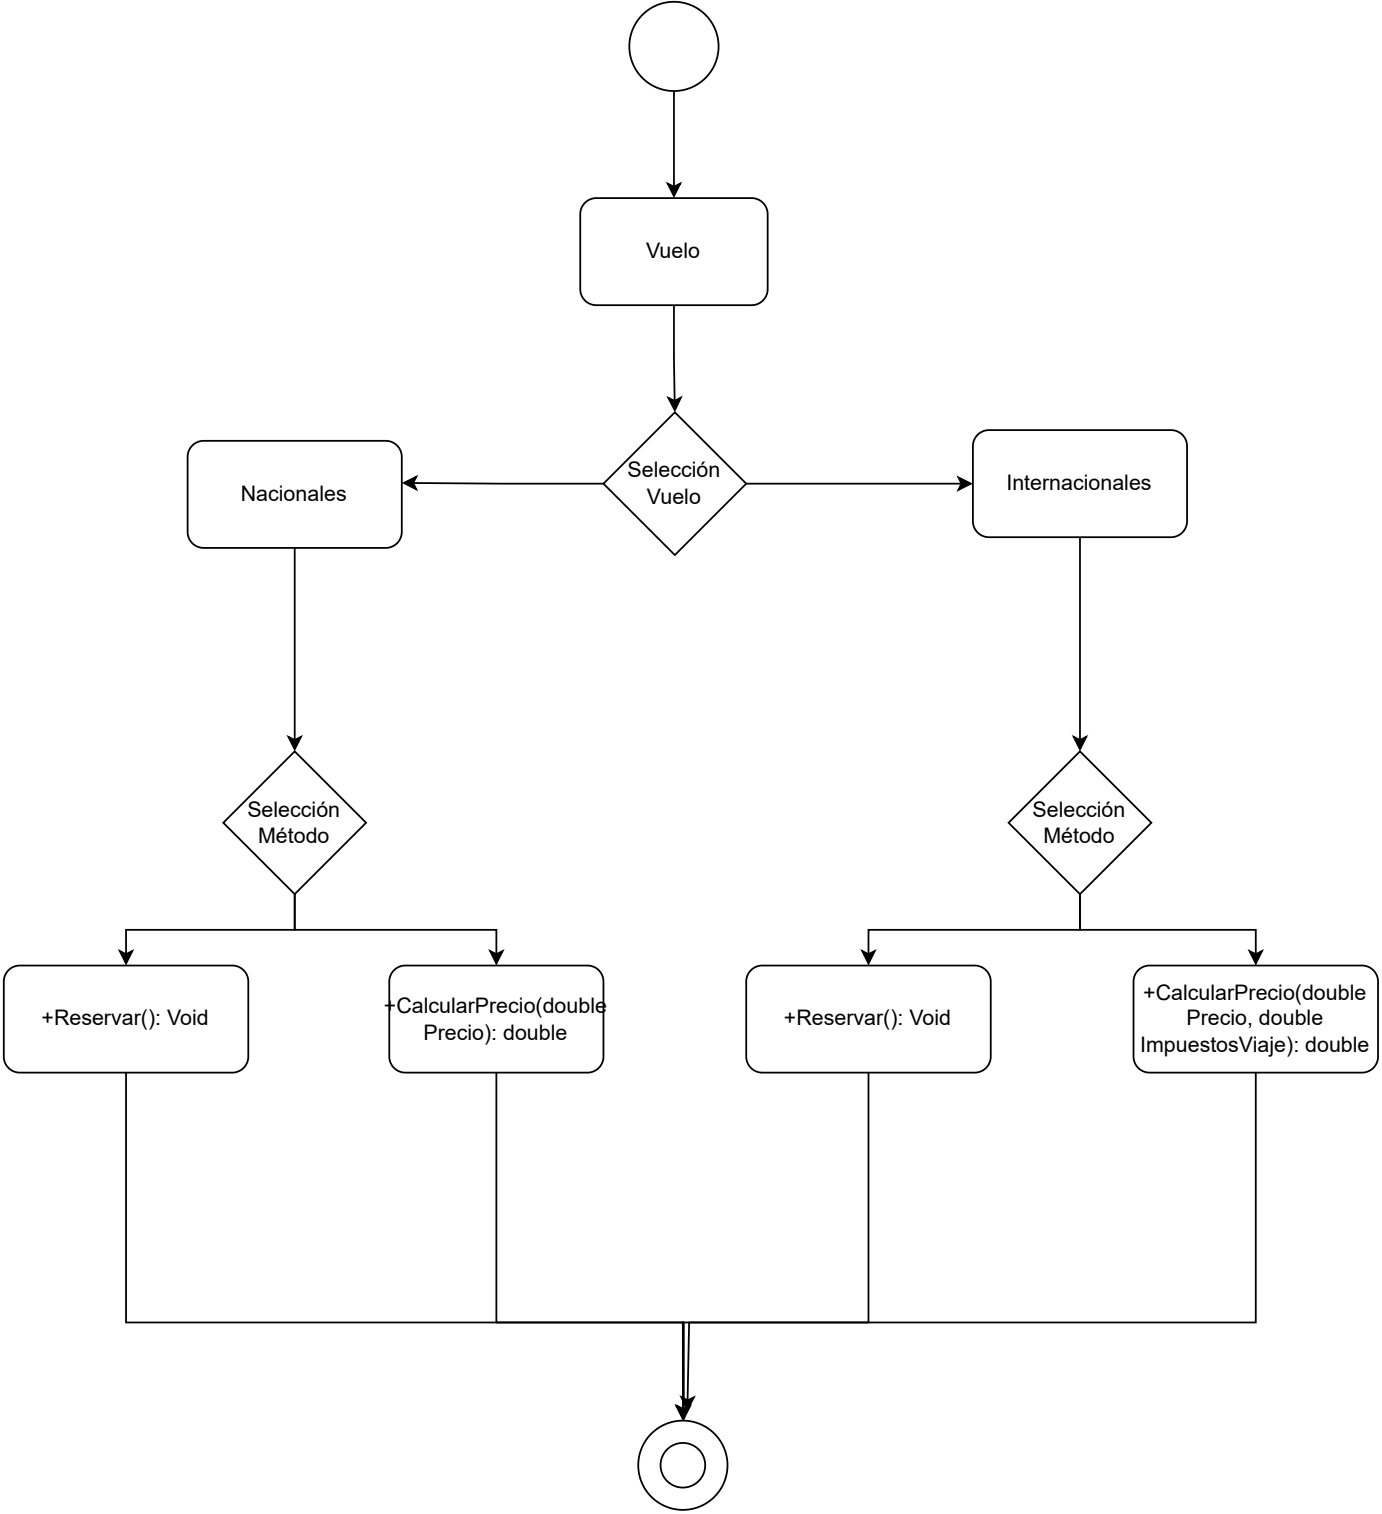 Vuelo
Selección
Vuelo
Nacionales
Internacionales
Selección
Método
Selección
Método
+Reservar(): Void
+CalcularPrecio(double
Precio): double
+Reservar(): Void
+CalcularPrecio(double
Precio, double
ImpuestosViaje): double